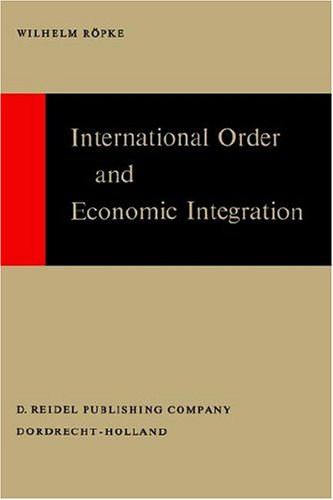 WILHELM RÖPKE
International Order
and
Economic Integration
D. REIDEL PUBLISHING COMPANY
DORDRECHT-HOLLAND